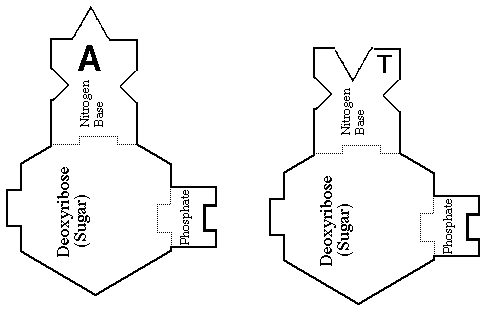 A
Nitrogen
Base
Deoxyribose
(Sugar)
Phosphate
T
Nitrogen
Base
Deoxyribose
(Sugar)
Phosphate